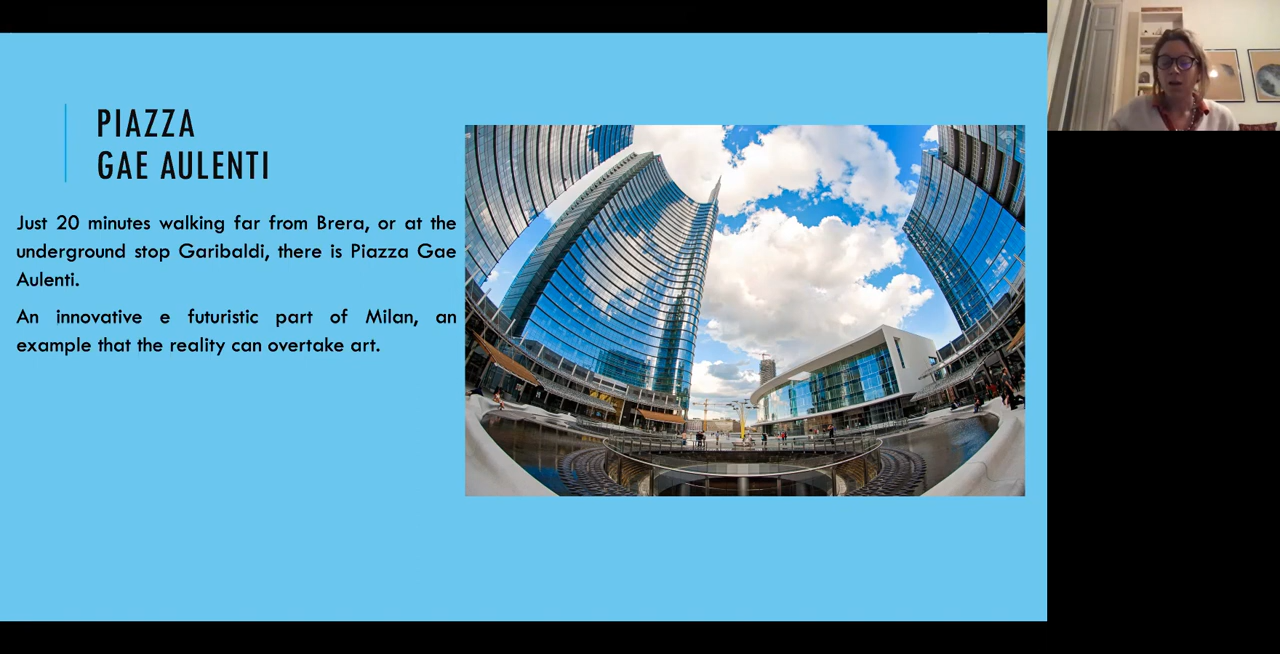 PIAZZA
GAE AULENTI
Just 20 minutes walking far from Brera, or at the
underground stop Garibaldi, there is Piazza Gae
Aulenti.
An innovative e futuristic part of Milan, an
example that the reality can overtake art.